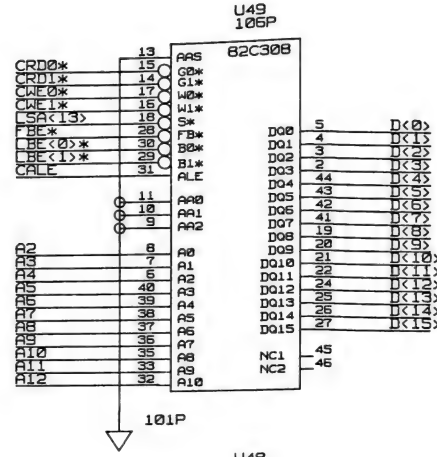 U49
106P
82C308
13 AAS
CRD0* 15 G0*
CRD1* 14 G1*
CWE0* 17 W0*
CWE1* 16 W1*
LSA<13> 18 S*
FBE* 28 FB*
LBE<0>* 30 B0*
LBE<1>* 29 B1*
CALE 31 ALE
11 AA0
10 AA1
9 AA2
A2 8 A0
A3 7 A1
A4 6 A2
A5 40 A3
A6 39 A4
A7 38 A5
A8 37 A6
A9 36 A7
A10 35 A8
A11 33 A9
A12 32 A10
DQ0 5 D<0>
DQ1 4 D<1>
DQ2 3 D<2>
DQ3 2 D<3>
DQ4 44 D<4>
DQ5 43 D<5>
DQ6 42 D<6>
DQ7 41 D<7>
DQ8 19 D<8>
DQ9 20 D<9>
DQ10 21 D<10>
DQ11 22 D<11>
DQ12 24 D<12>
DQ13 25 D<13>
DQ14 26 D<14>
DQ15 27 D<15>
NC1 45
NC2 46
101P